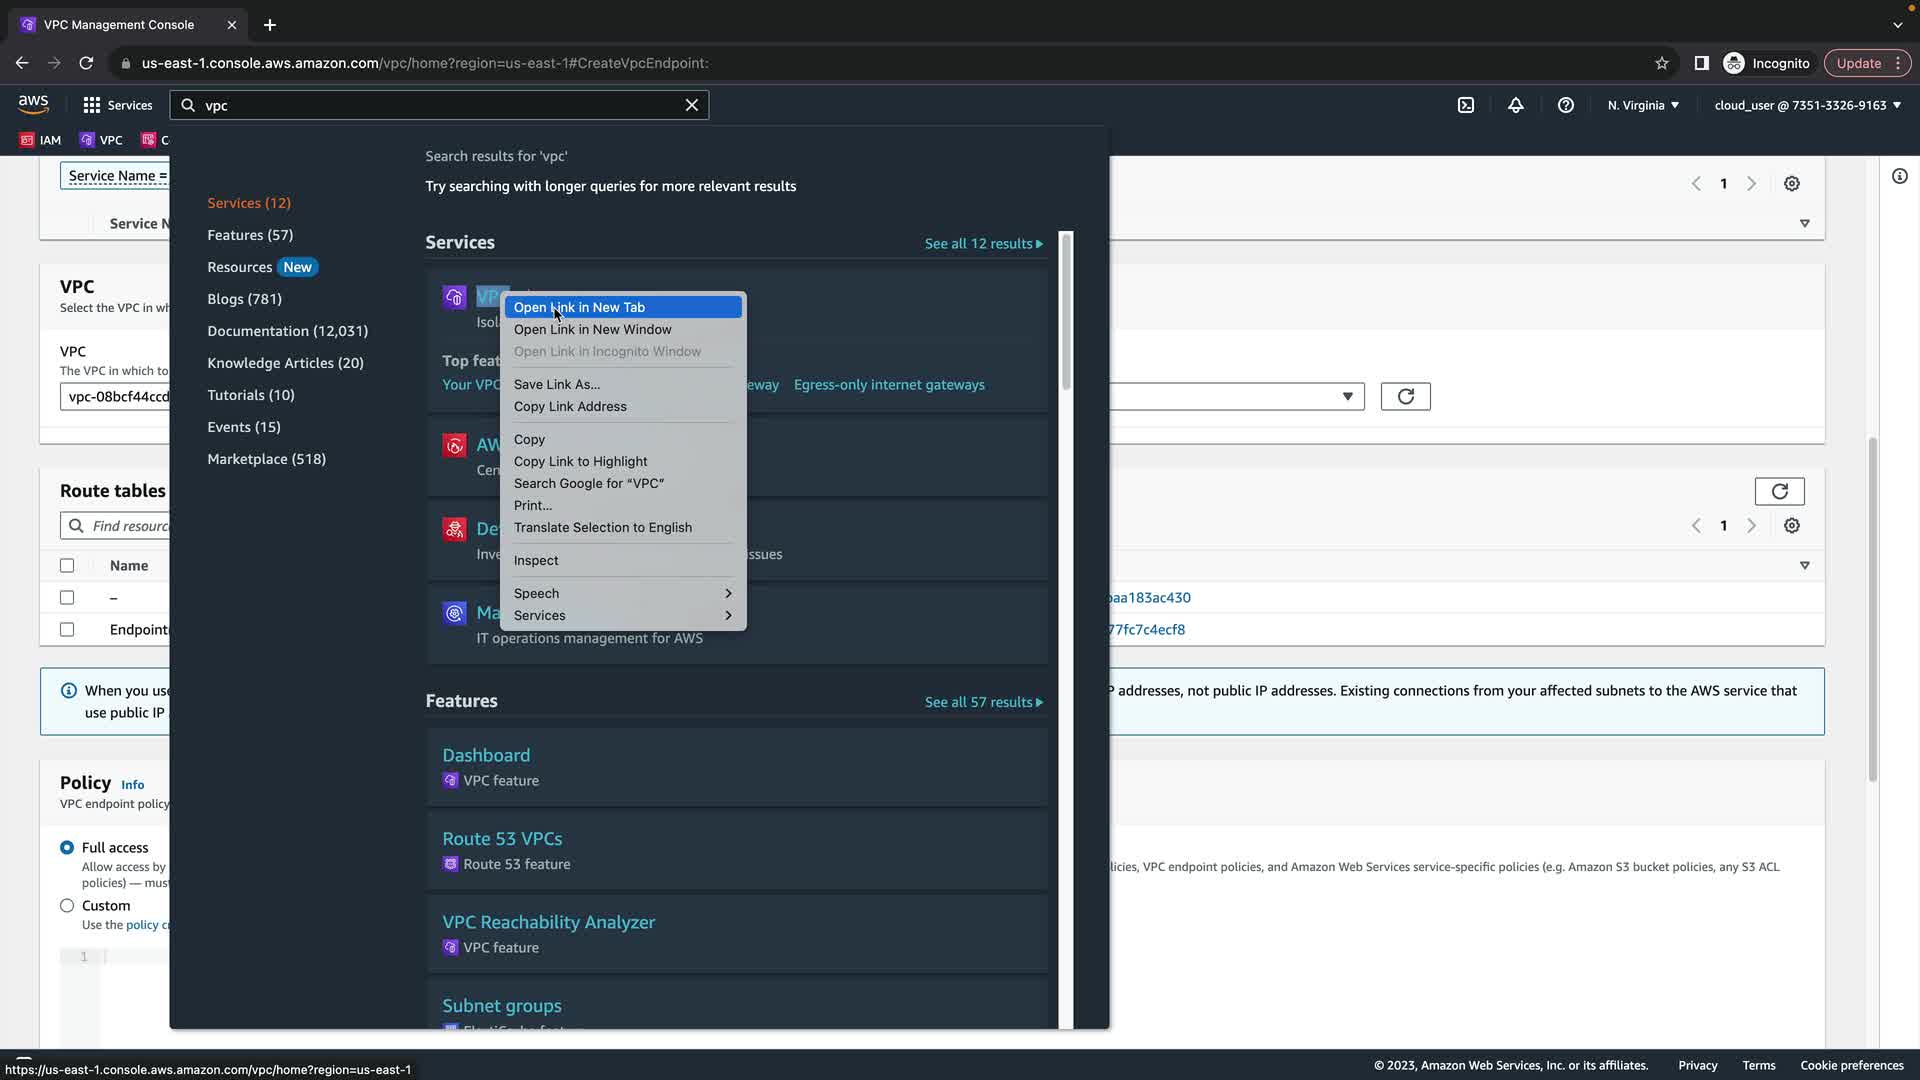 VPC Management Console
us-east-1.console.aws.amazon.com/vpc/home?region=us-east-1#CreateVpcEndpoint:
Incognito
Update
aws
Services
vpc
N. Virginia
cloud_user @ 7351-3326-9163
IAM
VPC
Search results for 'vpc'
Try searching with longer queries for more relevant results
Services (12)
Features (57)
Resources New
Blogs (781)
Documentation (12,031)
Knowledge Articles (20)
Tutorials (10)
Events (15)
Marketplace (518)
Services
See all 12 results
Top
Your VPC
Egress-only internet gateways
Open Link in New Tab
Open Link in New Window
Open Link in Incognito Window
Save Link As...
Copy Link Address
Copy
Copy Link to Highlight
Search Google for “VPC”
Print...
Translate Selection to English
Inspect
Speech
Services
IT operations management for AWS
Features
See all 57 results
Dashboard
VPC feature
Route 53 VPCs
Route 53 feature
VPC Reachability Analyzer
VPC feature
Subnet groups
Service Name =
1
Service N
VPC
Select the VPC in wh
VPC
The VPC in which to
vpc-08bcf44ccd
Route tables
Find resourc
1
Name
–
aa183ac430
Endpoint
77fc7c4ecf8
When you use
P addresses, not public IP addresses. Existing connections from your affected subnets to the AWS service that
use public IP
Policy Info
VPC endpoint policy
Full access
Allow access by
licies, VPC endpoint policies, and Amazon Web Services service-specific policies (e.g. Amazon S3 bucket policies, any S3 ACL
policies) — mus
Custom
Use the policy cr
1
https://us-east-1.console.aws.amazon.com/vpc/home?region=us-east-1
© 2023, Amazon Web Services, Inc. or its affiliates.
Privacy
Terms
Cookie preferences